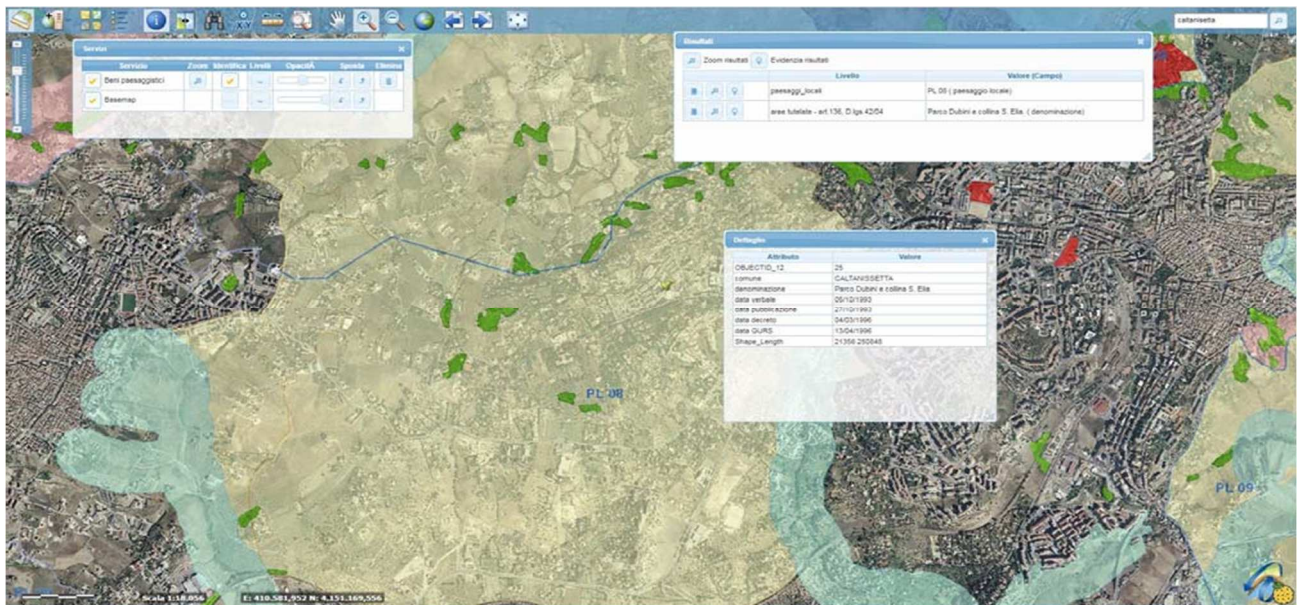 caltanisetta
Servizi
Servizio Zoom Identifica Livelli OpacitÃ Sposta Elimina
Beni paesaggistici
Basemap
Risultati
Zoom risultati Evidenzia risultati
Livello Valore (Campo)
paesaggi_locali PL 08 ( paesaggio locale)
aree tutelate - art.136, D.lgs.42/04 Parco Dubini e collina S. Elia. ( denominazione)
Dettaglio
Attributo Valore
OBJECTID_12 25
comune CALTANISSETTA
denominazione Parco Dubini e collina S. Elia.
data verbale 05/10/1993
data pubblicazione 27/10/1993
data decreto 04/03/1996
data GURS 13/04/1996
Shape_Length 21356.250845
PL 08
PL 09
Scala 1:18.056 E: 410.581,952 N: 4.151.169,556